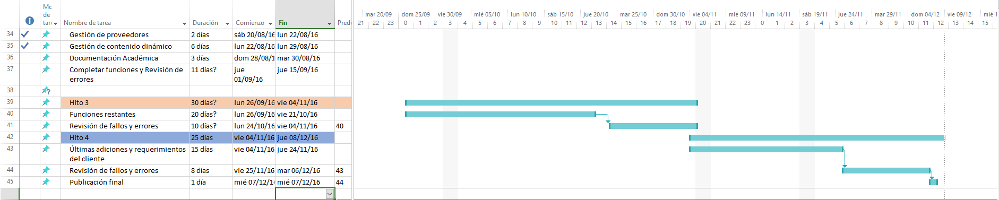 Mo
de
tare
Nombre de tarea Duración Comienzo Fin Prede
mar 20/09 dom 25/09 vie 30/09 mié 05/10 lun 10/10 sáb 15/10 jue 20/10 mar 25/10 dom 30/10 vie 04/11 mié 09/11 lun 14/11 sáb 19/11 jue 24/11 mar 29/11 dom 04/12 vie 09/12 mié 1
21 22 23 0 1 2 3 4 5 6 7 8 9 10 11 12 13 14 15 16 17 18 19 20 21 22 23 0 1 2 3 4 5 6 7 8 9 10 11 12 13 14 15
34 Gestión de proveedores 2 días sáb 20/08/16 lun 22/08/16
35 Gestión de contenido dinámico 6 días lun 22/08/16 lun 29/08/16
36 Documentación Académica 3 días dom 28/08/1 mar 30/08/16
37 Completar funciones y Revisión de errores 11 días? jue 01/09/16 jue 15/09/16
38 ?
39 Hito 3 30 días? lun 26/09/16 vie 04/11/16
40 Funciones restantes 20 días? lun 26/09/16 vie 21/10/16
41 Revisión de fallos y errores 10 días? lun 24/10/16 vie 04/11/16 40
42 Hito 4 25 días vie 04/11/16 jue 08/12/16
43 Últimas adiciones y requerimientos del cliente 15 días vie 04/11/16 jue 24/11/16
44 Revisión de fallos y errores 8 días vie 25/11/16 mar 06/12/16 43
45 Publicación final 1 día mié 07/12/1 mié 07/12/16 44